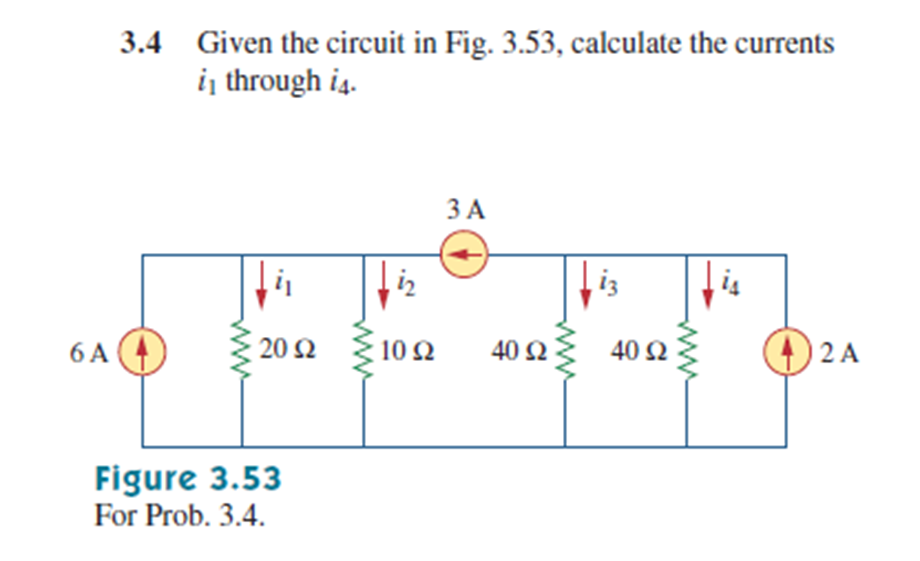 3.4 Given the circuit in Fig. 3.53, calculate the currents
i₁ through i₄.
3 A
i₁
i₂
i₃
i₄
6 A
20 Ω
10 Ω
40 Ω
40 Ω
2 A
Figure 3.53
For Prob. 3.4.